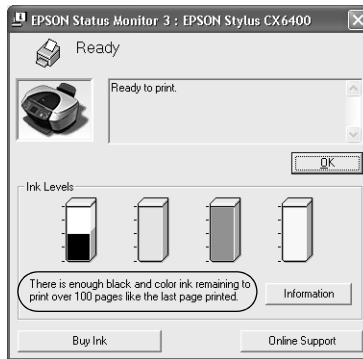 EPSON Status Monitor 3 : EPSON Stylus CX6400
Ready
Ready to print.
OK
Ink Levels
There is enough black and color ink remaining to
print over 100 pages like the last page printed.
Information
Buy Ink
Online Support